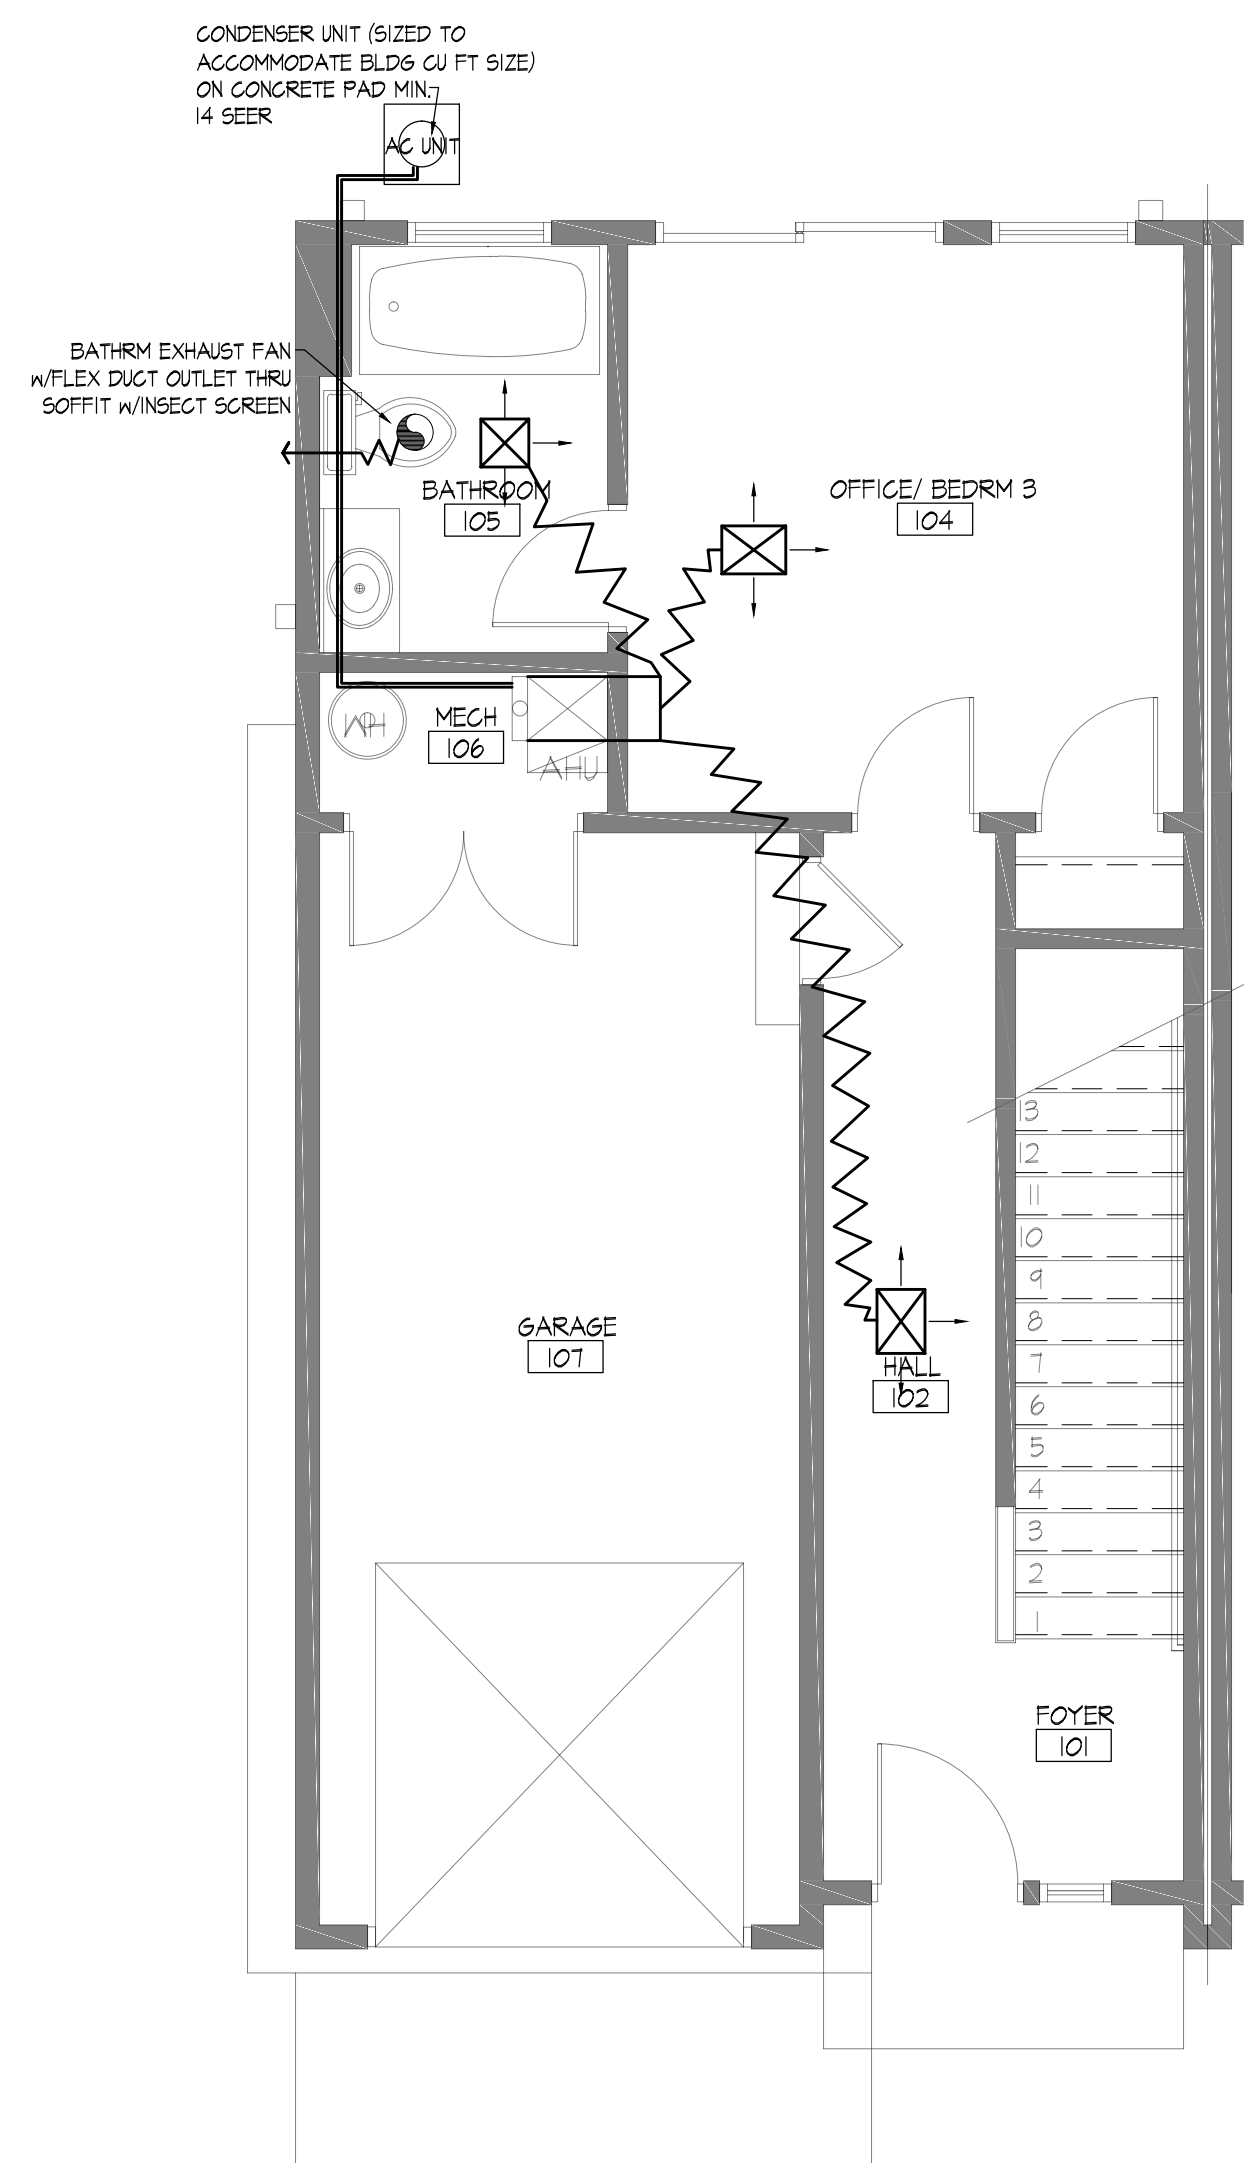 CONDENSER UNIT (SIZED TO
ACCOMMODATE BLDG CU FT SIZE)
ON CONCRETE PAD MIN.
14 SEER
AC UNIT
BATHRM EXHAUST FAN
W/FLEX DUCT OUTLET THRU
SOFFIT W/INSECT SCREEN
BATHROOM
105
OFFICE/ BEDRM 3
104
WH
MECH
106
AHU
13
12
11
10
9
8
7
6
5
4
3
2
1
GARAGE
107
HALL
102
FOYER
101